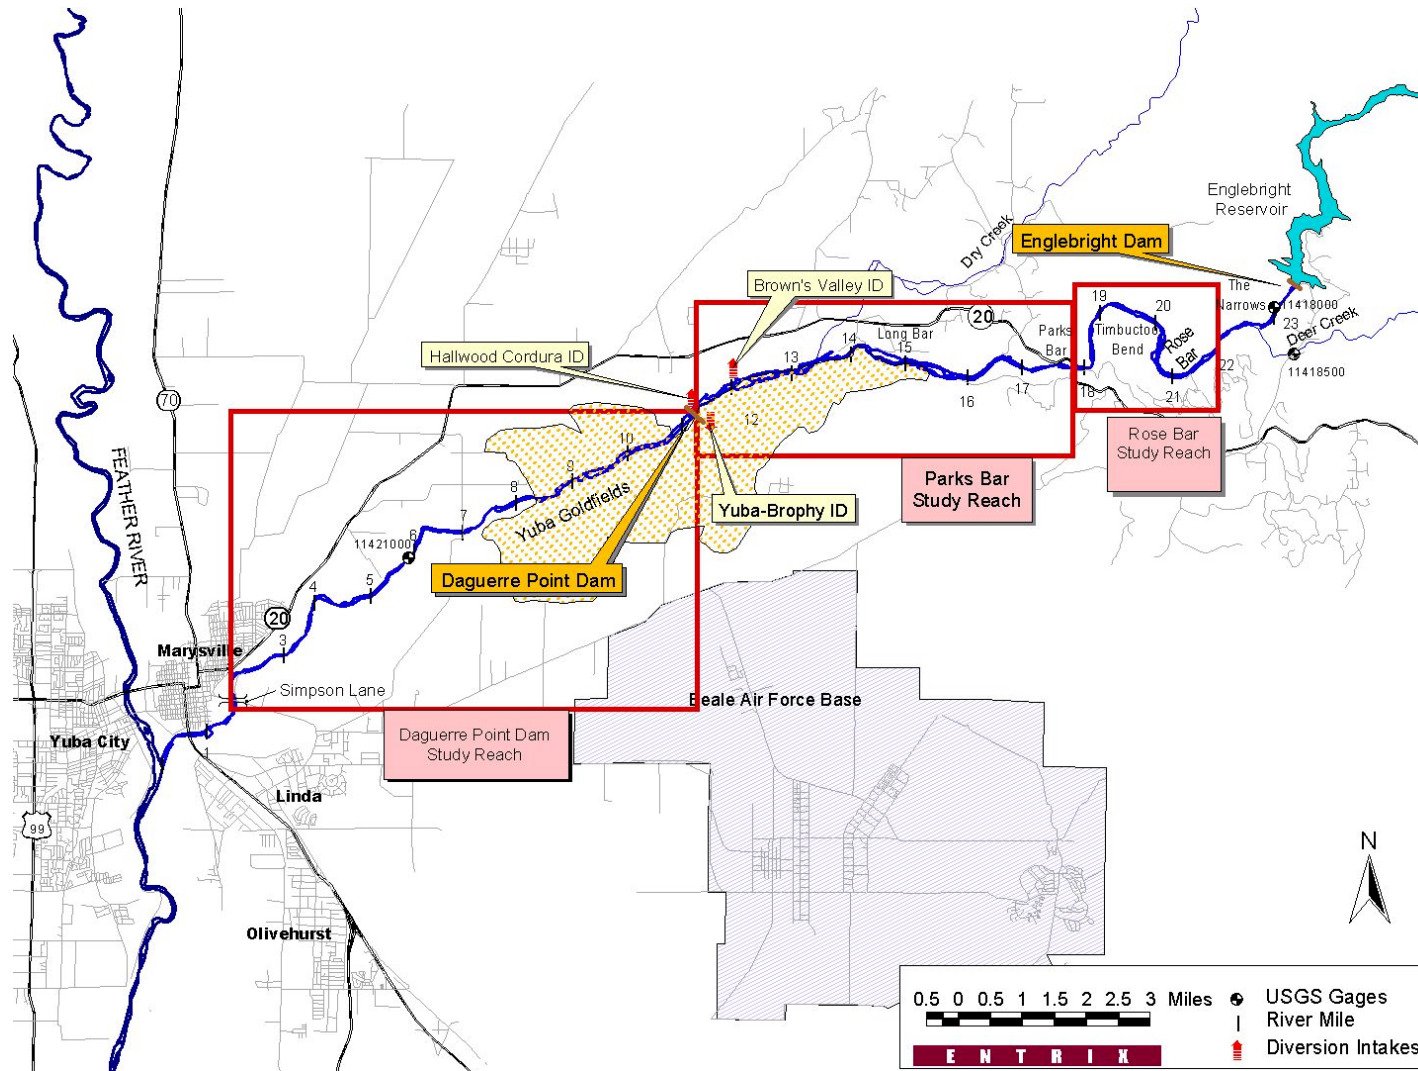 Englebright
Reservoir
Dry Creek
Englebright Dam
Brown's Valley ID
The
Narrows
11418000
23
Deer Creek
11418500
19
20
Timbuctoo
Bend
Rose
Bar
20
Parks
Bar
Long Bar
14
15
13
16
17
18
21
22
Hallwood Cordura ID
12
70
Rose Bar
Study Reach
Parks Bar
Study Reach
10
9
8
7
6
Yuba Goldfields
Yuba-Brophy ID
FEATHER RIVER
11421000
Daguerre Point Dam
5
4
20
3
Marysville
Simpson Lane
Beale Air Force Base
Yuba City
1
Daguerre Point Dam
Study Reach
Linda
99
N
Olivehurst
0.5 0 0.5 1 1.5 2 2.5 3 Miles
USGS Gages
River Mile
Diversion Intakes
ENTRIX